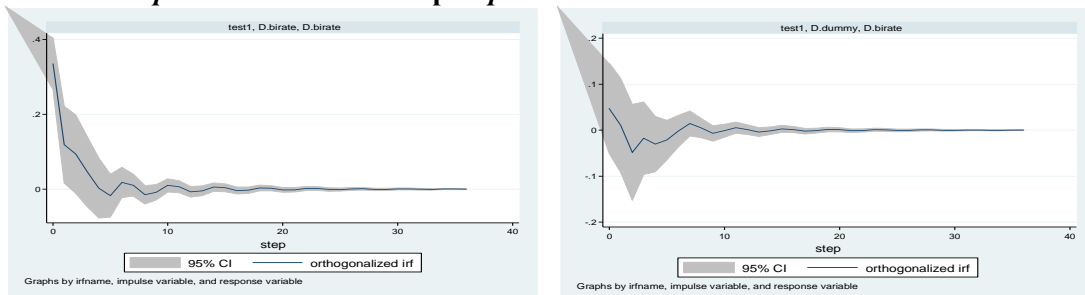 test1, D.birate, D.birate
.4
.2
0
0
10
20
30
40
step
95% CI
orthogonalized irf
Graphs by irfname, impulse variable, and response variable
test1, D.dummy, D.birate
.2
.1
0
-.1
-.2
0
10
20
30
40
step
95% CI
orthogonalized irf
Graphs by irfname, impulse variable, and response variable